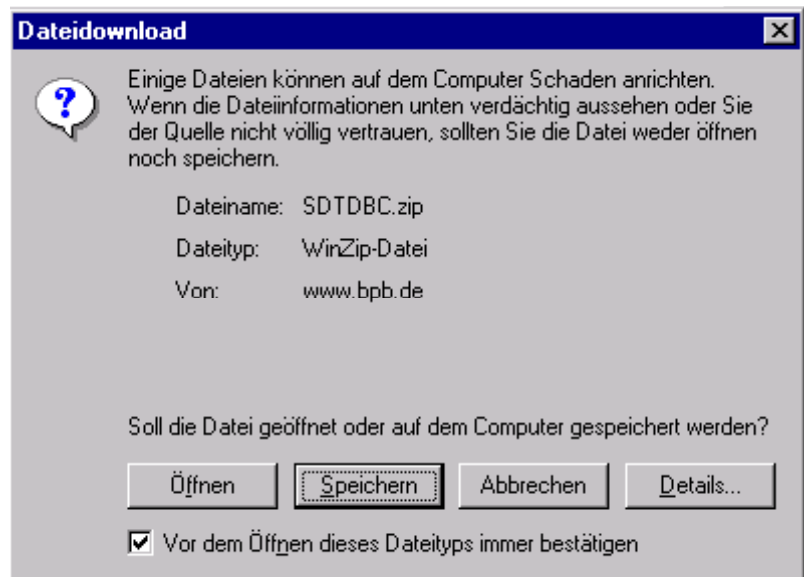 Dateidownload
Einige Dateien können auf dem Computer Schaden anrichten.
Wenn die Dateiinformationen unten verdächtig aussehen oder Sie
der Quelle nicht völlig vertrauen, sollten Sie die Datei weder öffnen
noch speichern.
Dateiname: SDTDBC.zip
Dateityp: WinZip-Datei
Von: www.bpb.de
Soll die Datei geöffnet oder auf dem Computer gespeichert werden?
Öffnen Speichern Abbrechen Details...
Vor dem Öffnen dieses Dateityps immer bestätigen